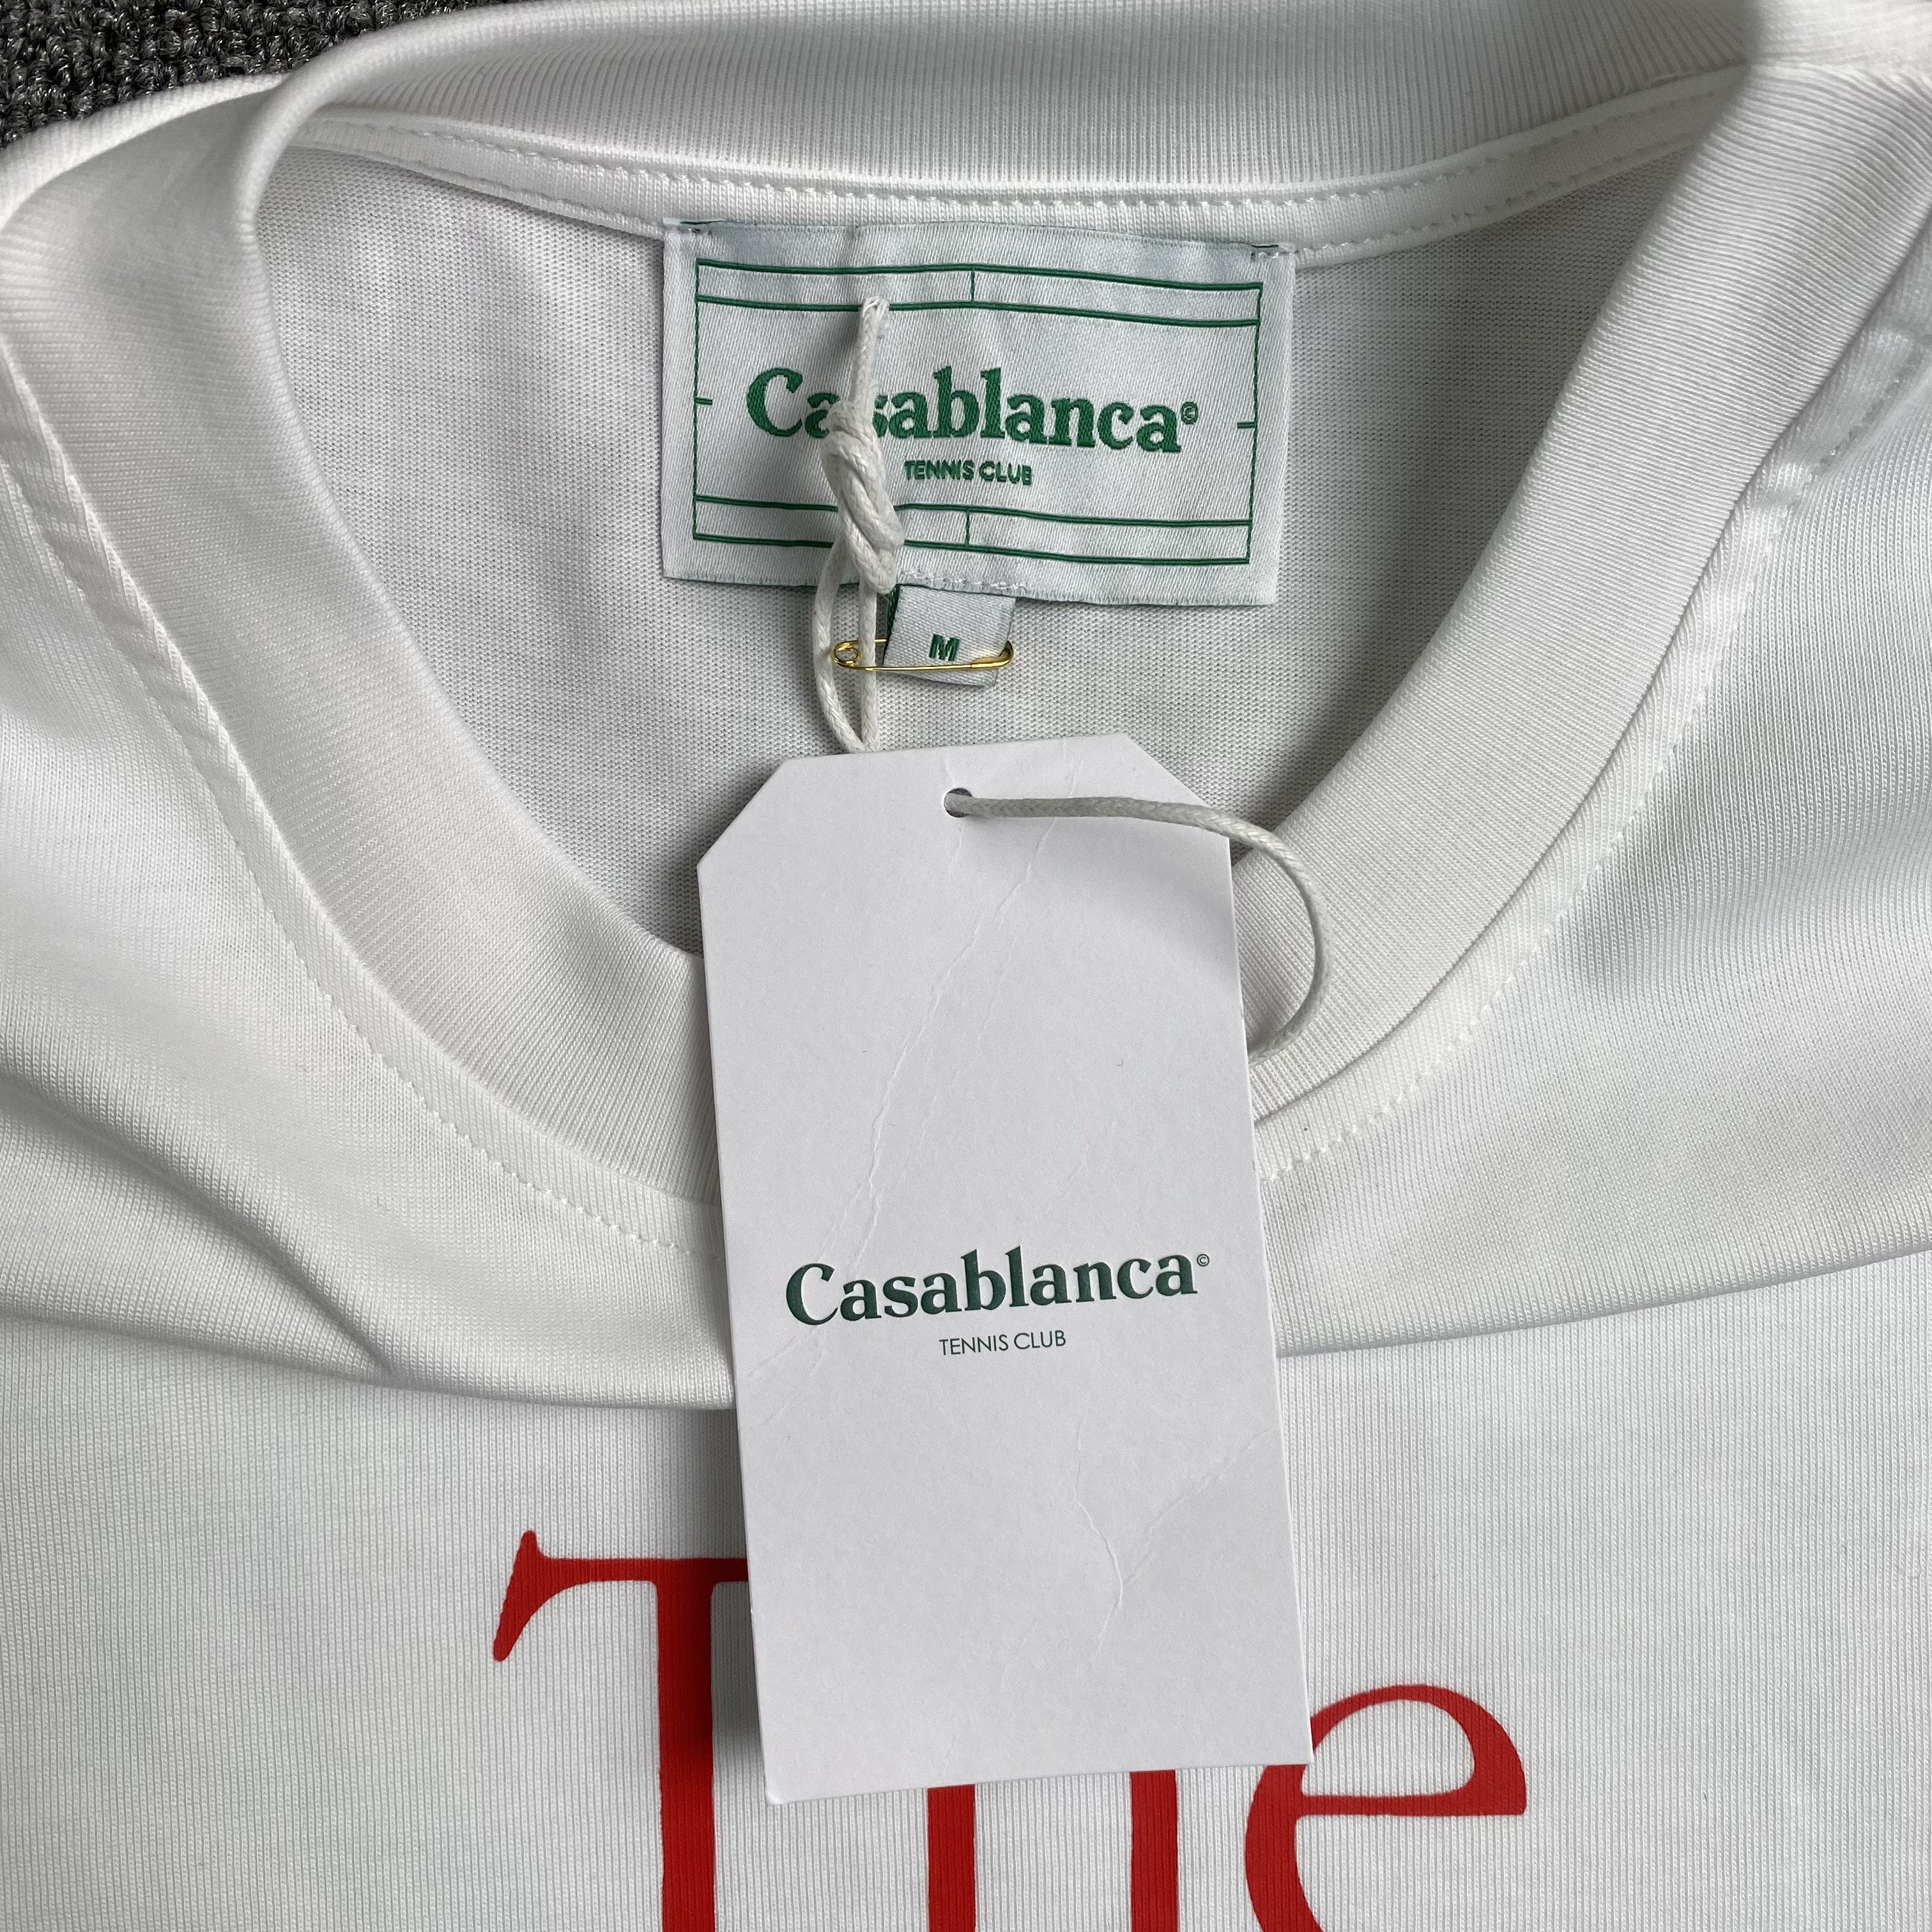 Casablanca©
TENNIS CLUB
M
Casablanca©
TENNIS CLUB
The